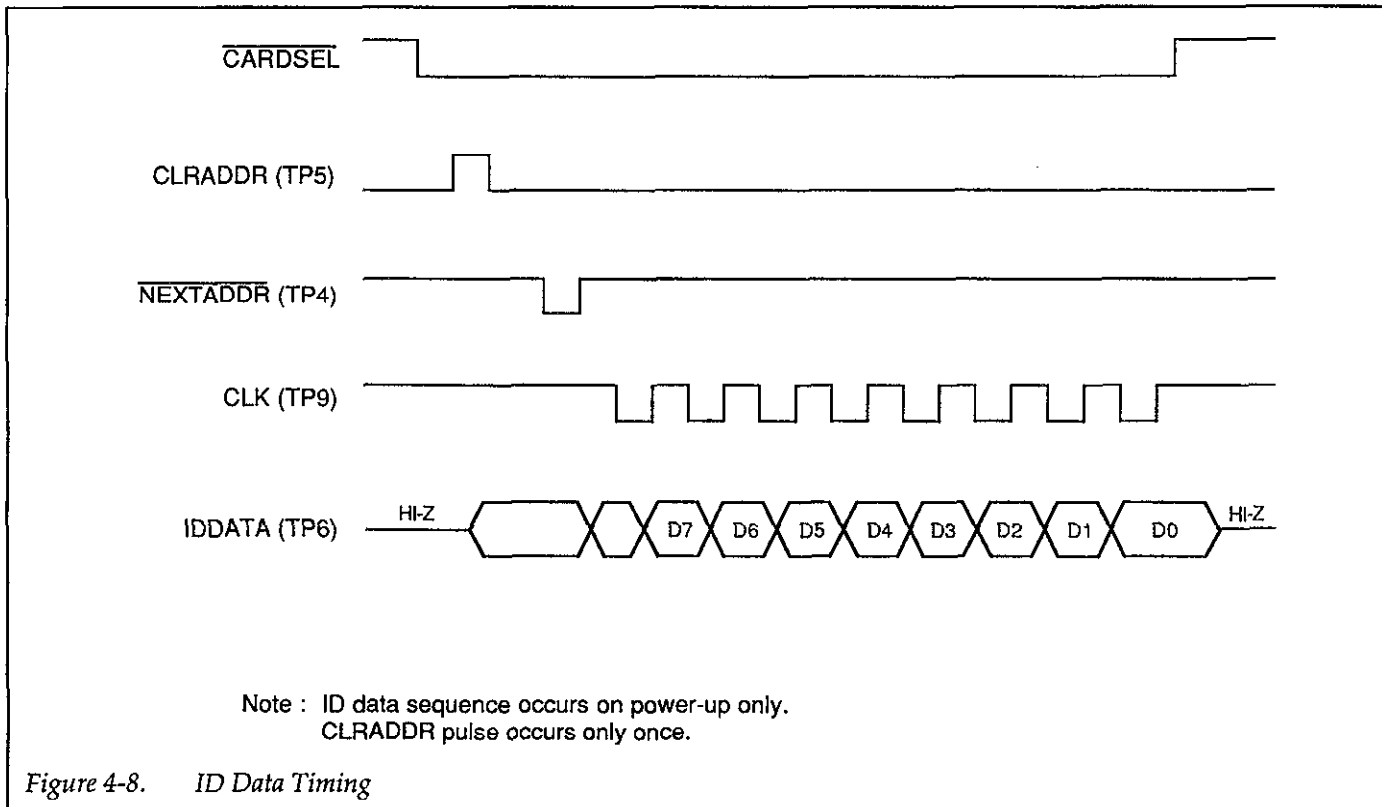 CARDSEL
CLRADDR (TP5)
NEXTADDR (TP4)
CLK (TP9)
IDDATA (TP6) HI-Z D7 D6 D5 D4 D3 D2 D1 D0 HI-Z
Note : ID data sequence occurs on power-up only.
CLRADDR pulse occurs only once.
Figure 4-8. ID Data Timing